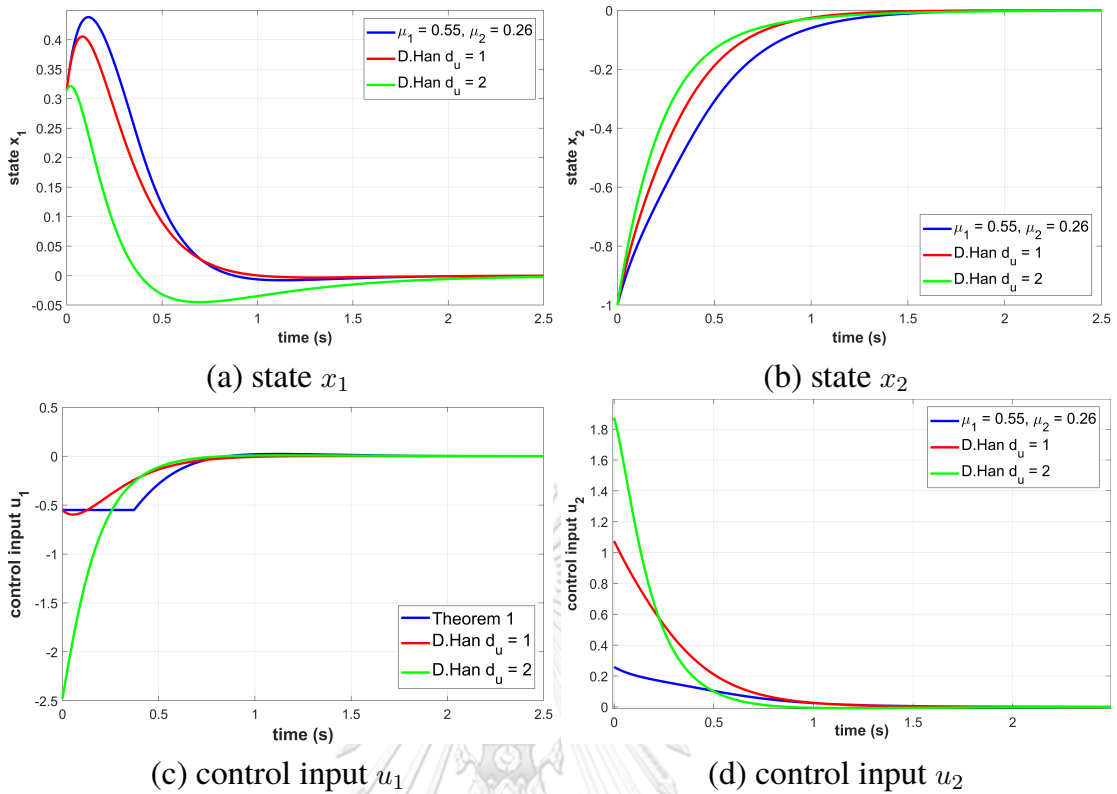 μ1 = 0.55, μ2 = 0.26
D.Han du = 1
D.Han du = 2
0.4
0.35
0.3
0.25
0.2
0.15
0.1
0.05
0
-0.05
0 0.5 1 1.5 2 2.5
state x1
time (s)
(a) state x1
0
-0.2
-0.4
-0.6
-0.8
-1
0 0.5 1 1.5 2 2.5
state x2
time (s)
μ1 = 0.55, μ2 = 0.26
D.Han du = 1
D.Han du = 2
(b) state x2
0.5
0
-0.5
-1
-1.5
-2
-2.5
0 0.5 1 1.5 2 2.5
control input u1
time (s)
Theorem 1
D.Han du = 1
D.Han du = 2
(c) control input u1
μ1 = 0.55, μ2 = 0.26
D.Han du = 1
D.Han du = 2
1.8
1.6
1.4
1.2
1
0.8
0.6
0.4
0.2
0
0 0.5 1 1.5 2
control input u2
time (s)
(d) control input u2